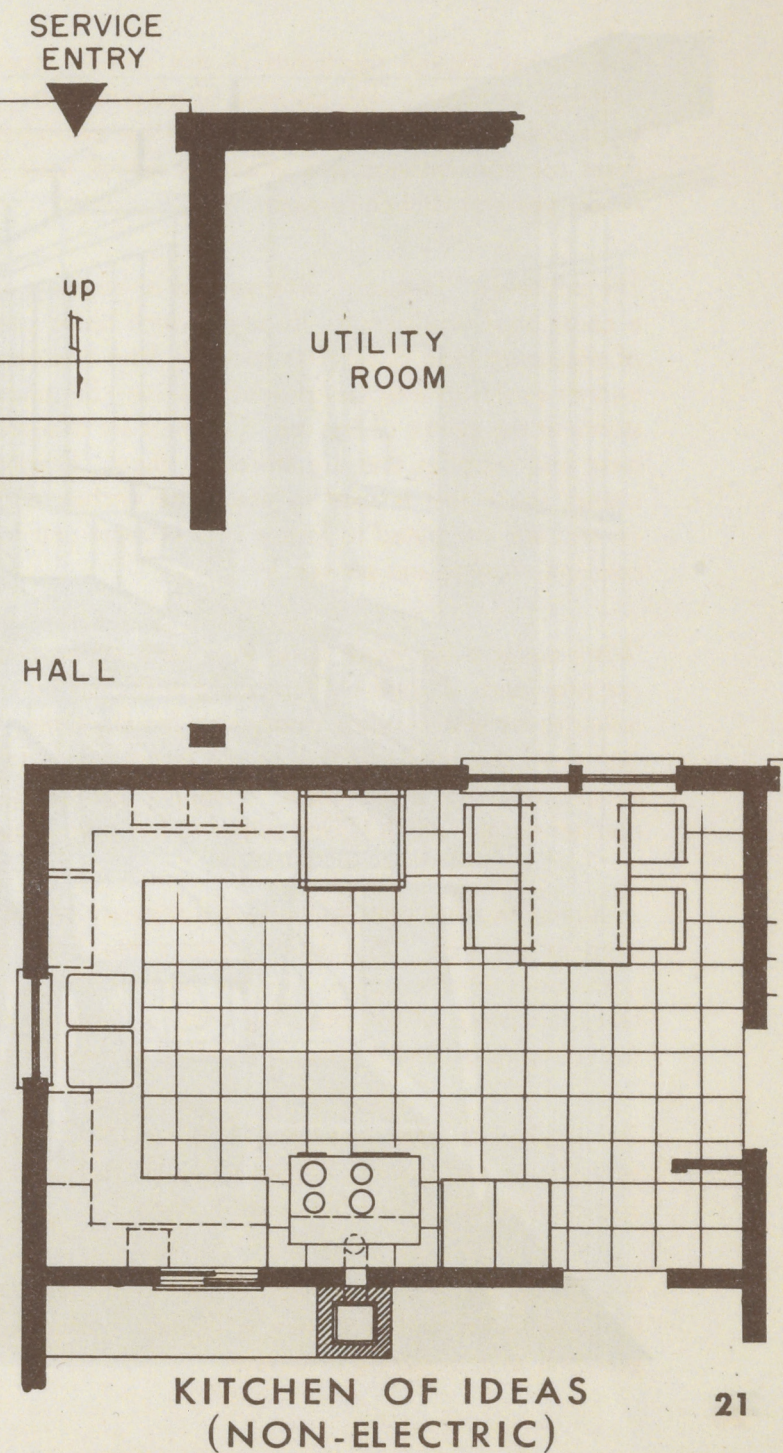 SERVICE
ENTRY
up
UTILITY
ROOM
HALL
KITCHEN OF IDEAS
(NON-ELECTRIC)
21